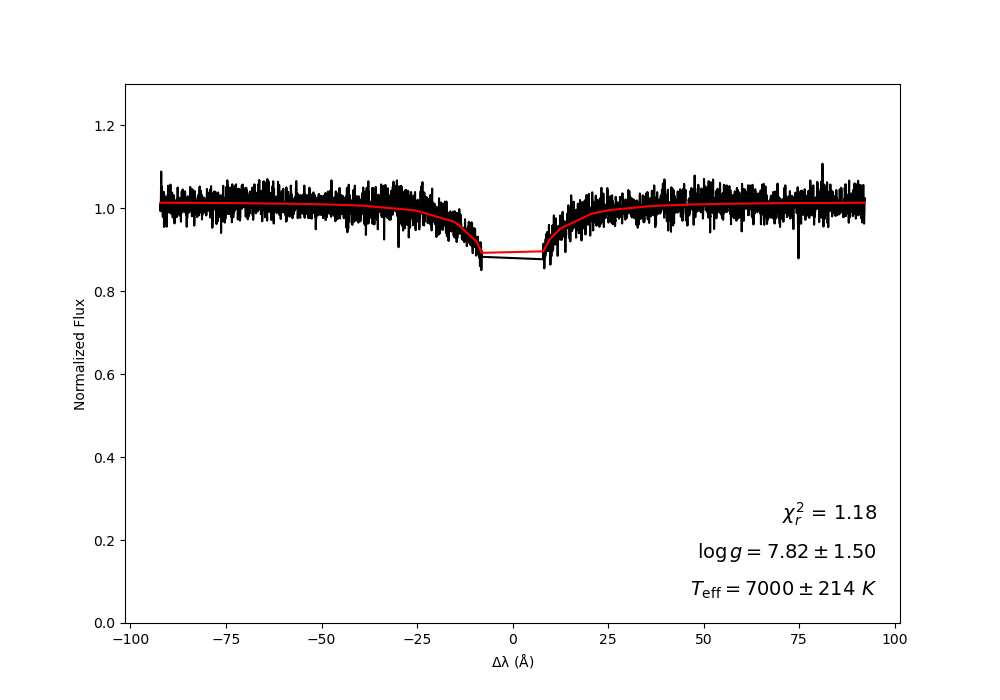 1.2
1.0
0.8
0.6
0.4
0.2
0.0
Normalized Flux
χ²ᵣ = 1.18
log g = 7.82 ± 1.50
T_eff = 7000 ± 214 K
−100 −75 −50 −25 0 25 50 75 100
Δλ (Å)